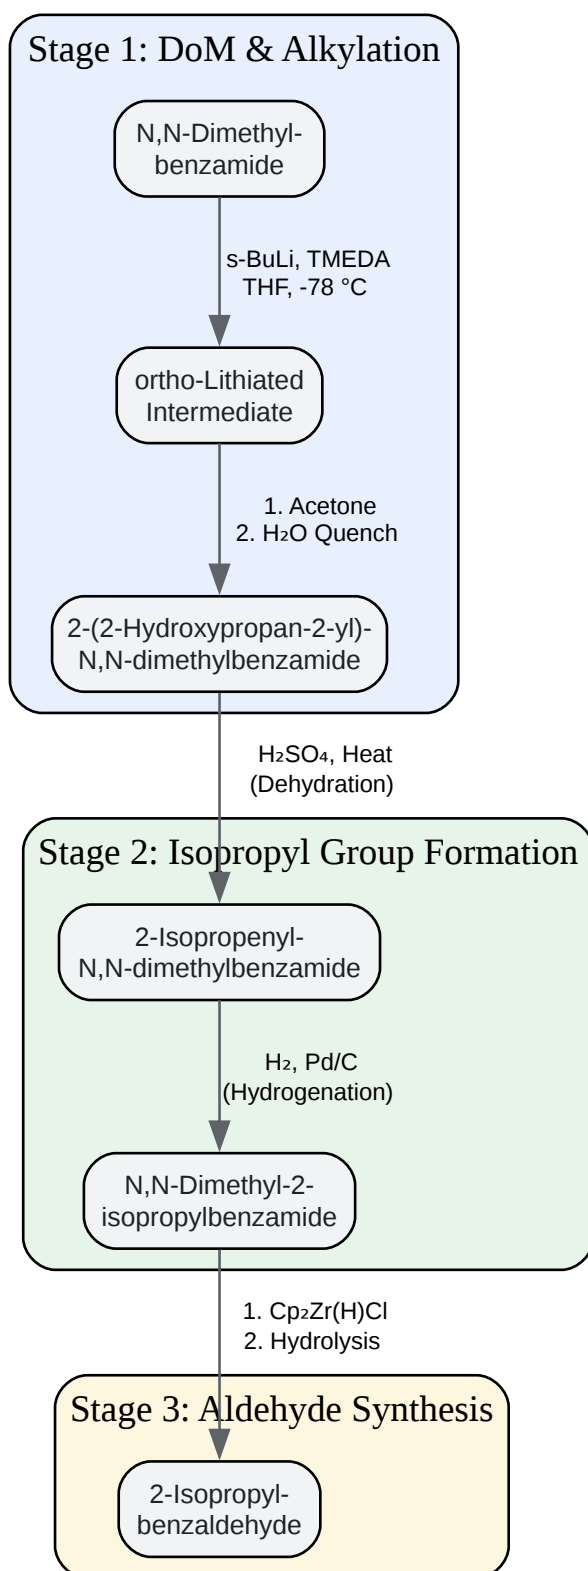 Stage 1: DoM & Alkylation
N,N-Dimethyl-
benzamide
s-BuLi, TMEDA
THF, -78 °C
ortho-Lithiated
Intermediate
1. Acetone
2. H₂O Quench
2-(2-Hydroxypropan-2-yl)-
N,N-dimethylbenzamide
H₂SO₄, Heat
(Dehydration)
Stage 2: Isopropyl Group Formation
2-Isopropenyl-
N,N-dimethylbenzamide
H₂, Pd/C
(Hydrogenation)
N,N-Dimethyl-2-
isopropylbenzamide
1. Cp₂Zr(H)Cl
2. Hydrolysis
Stage 3: Aldehyde Synthesis
2-Isopropyl-
benzaldehyde